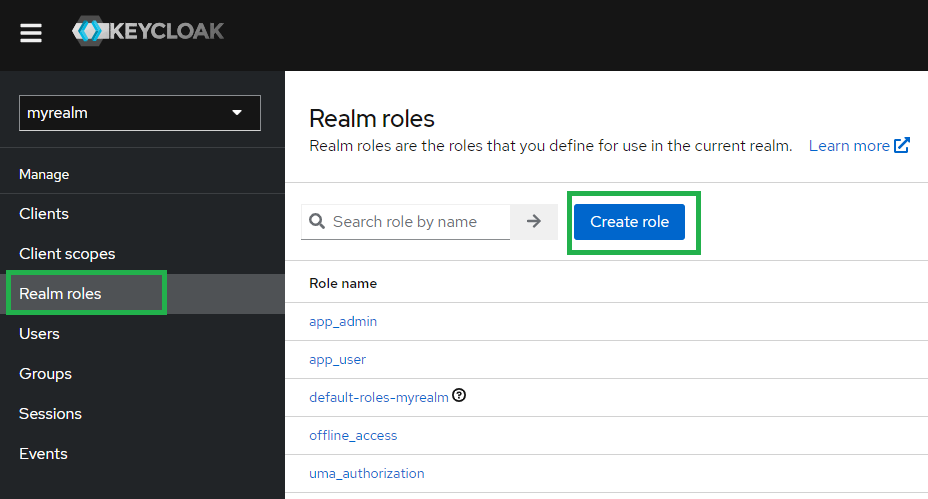 KEYCLOAK
myrealm
Manage
Clients
Client scopes
Realm roles
Users
Groups
Sessions
Events
Realm roles
Realm roles are the roles that you define for use in the current realm. Learn more
Search role by name
Create role
Role name
app_admin
app_user
default-roles-myrealm
offline_access
uma_authorization